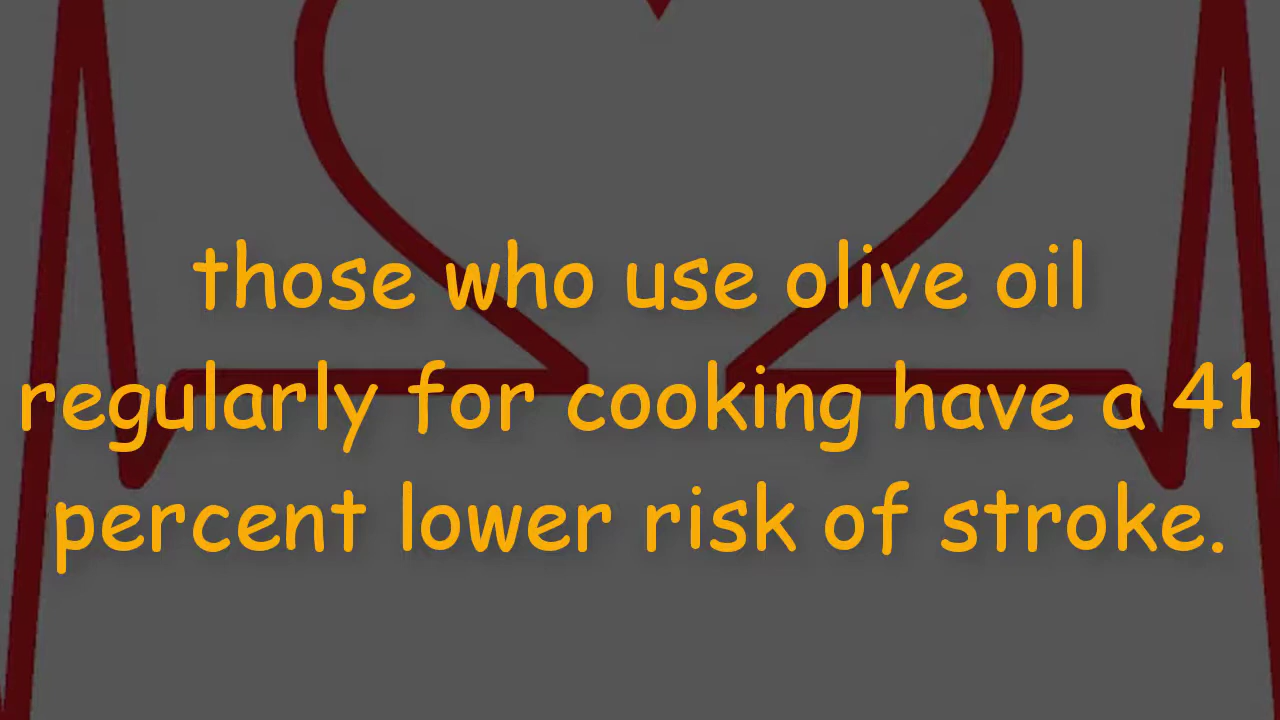 those who use olive oil
regularly for cooking have a 41
percent lower risk of stroke.